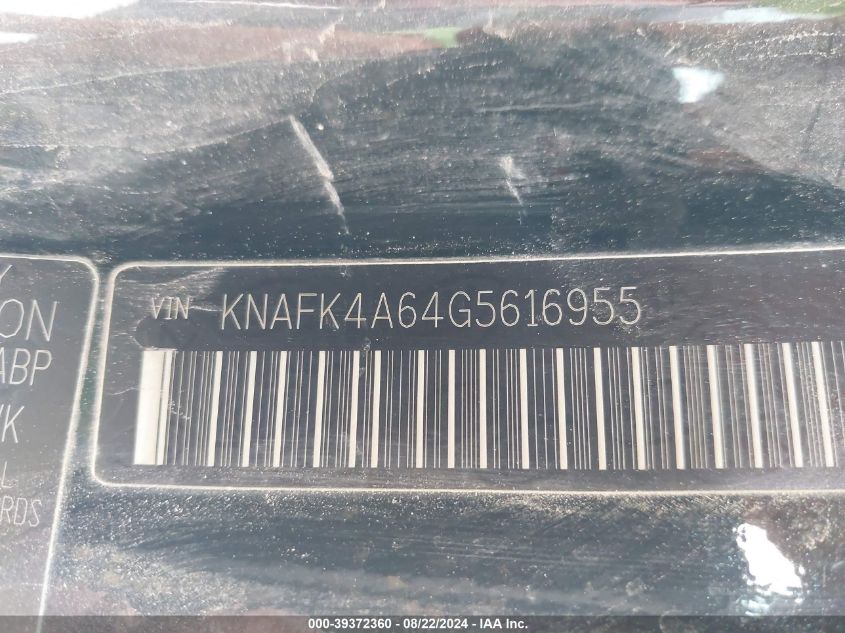 Y
ON
ABP
VIN KNAFK4A64G5616955
K
L
RDS
000-39372360 - 08/22/2024 - IAA Inc.